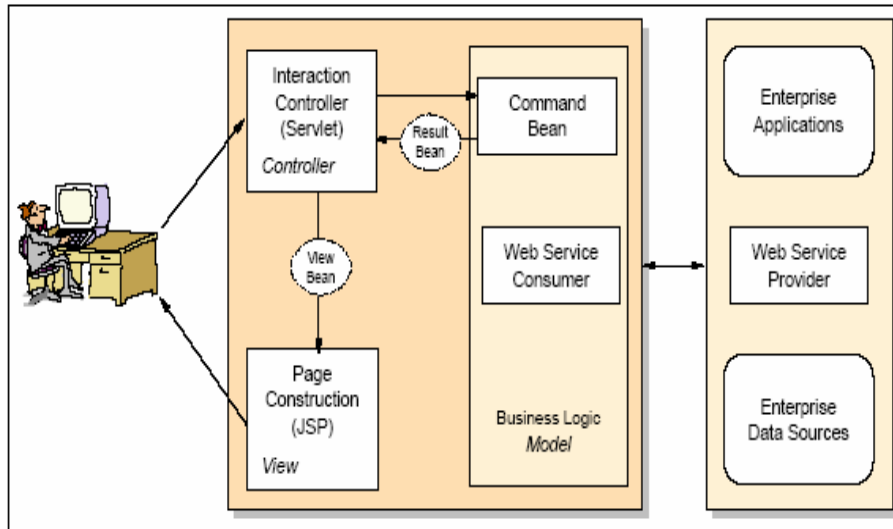 Interaction
Controller
(Servlet)
Controller
Result
Bean
Command
Bean
View
Bean
Web Service
Consumer
Page
Construction
(JSP)
View
Business Logic
Model
Enterprise
Applications
Web Service
Provider
Enterprise
Data Sources